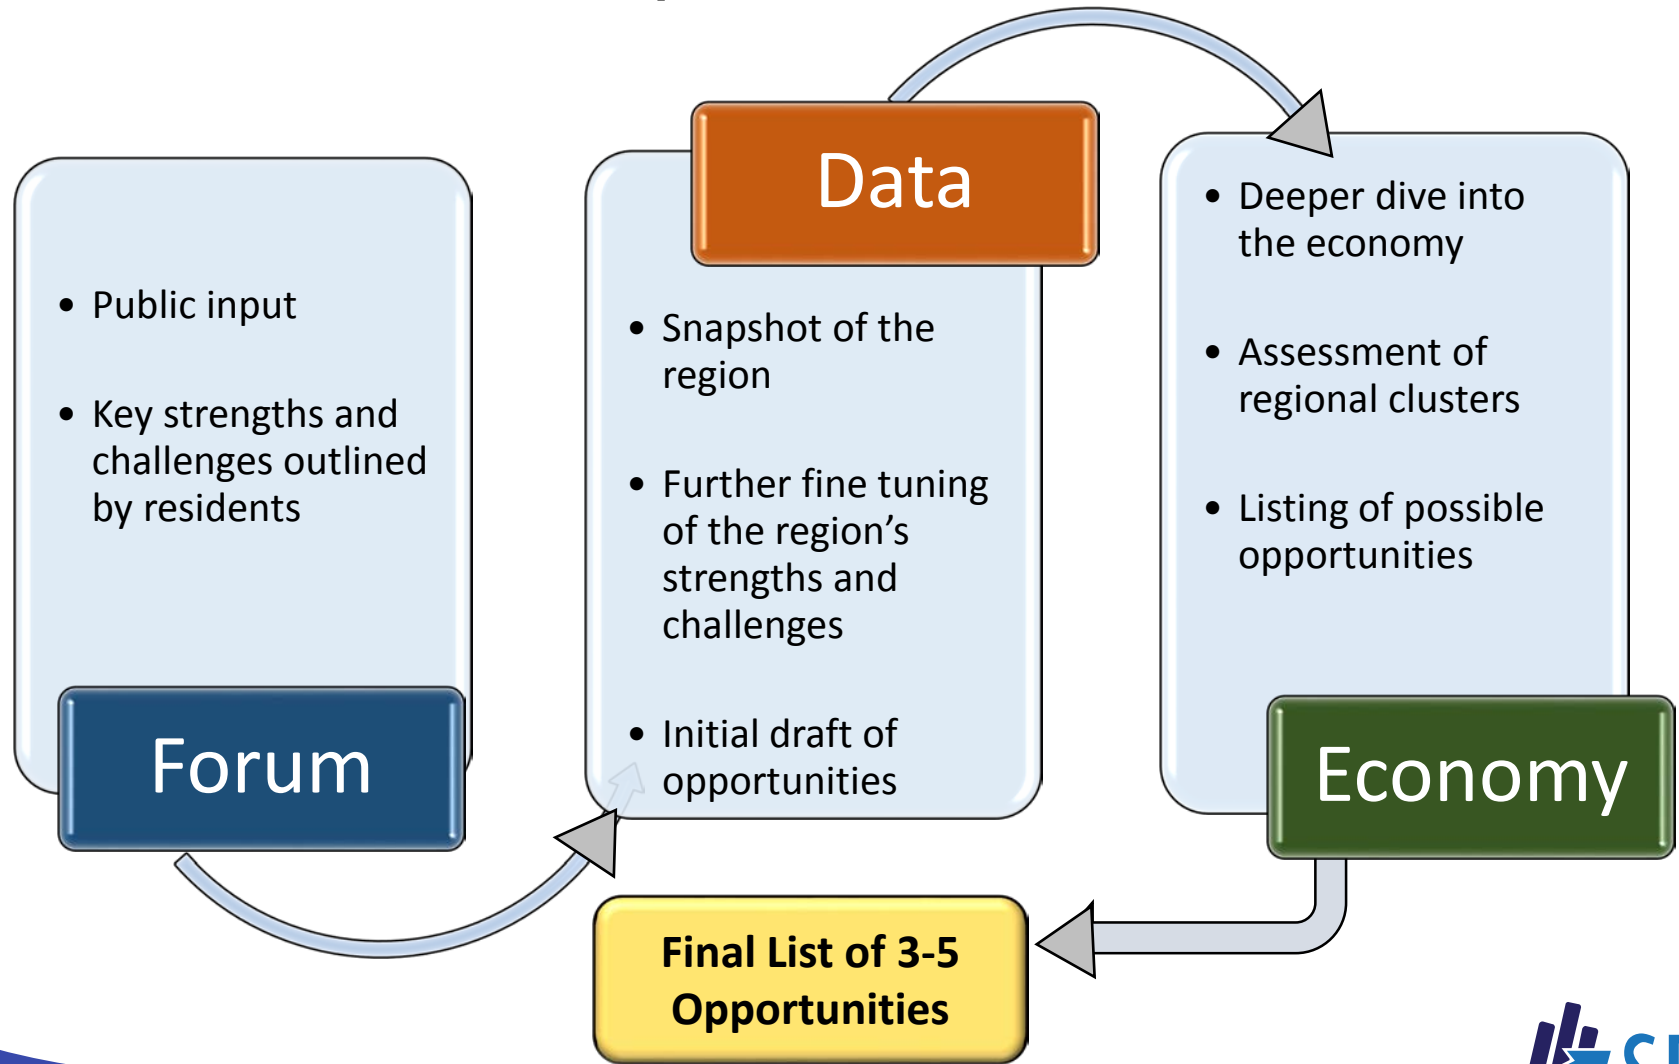 • Public input
• Key strengths and
challenges outlined
by residents
Forum
Data
• Snapshot of the
region
• Further fine tuning
of the region’s
strengths and
challenges
• Initial draft of
opportunities
• Deeper dive into
the economy
• Assessment of
regional clusters
• Listing of possible
opportunities
Economy
Final List of 3-5
Opportunities